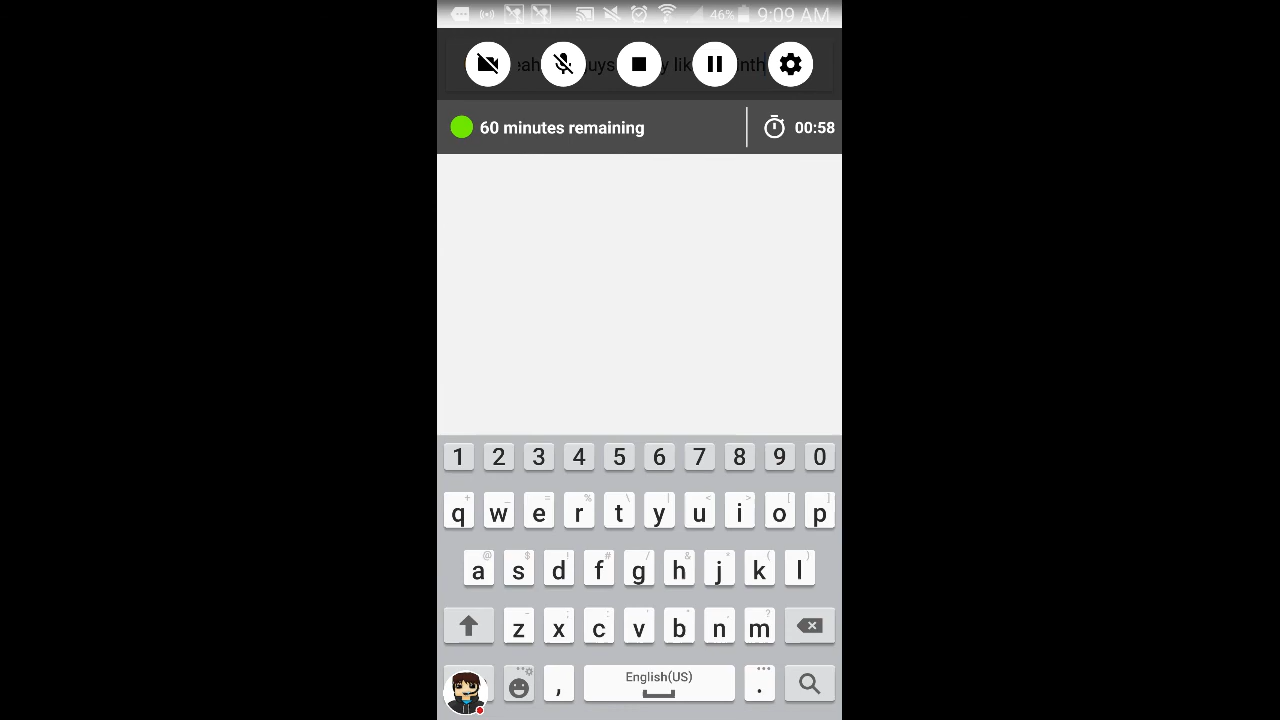 46% 9:09 AM
60 minutes remaining 00:58
1 2 3 4 5 6 7 8 9 0
q w e r t y u i o p
a s d f g h j k l
z x c v b n m
, English(US) .